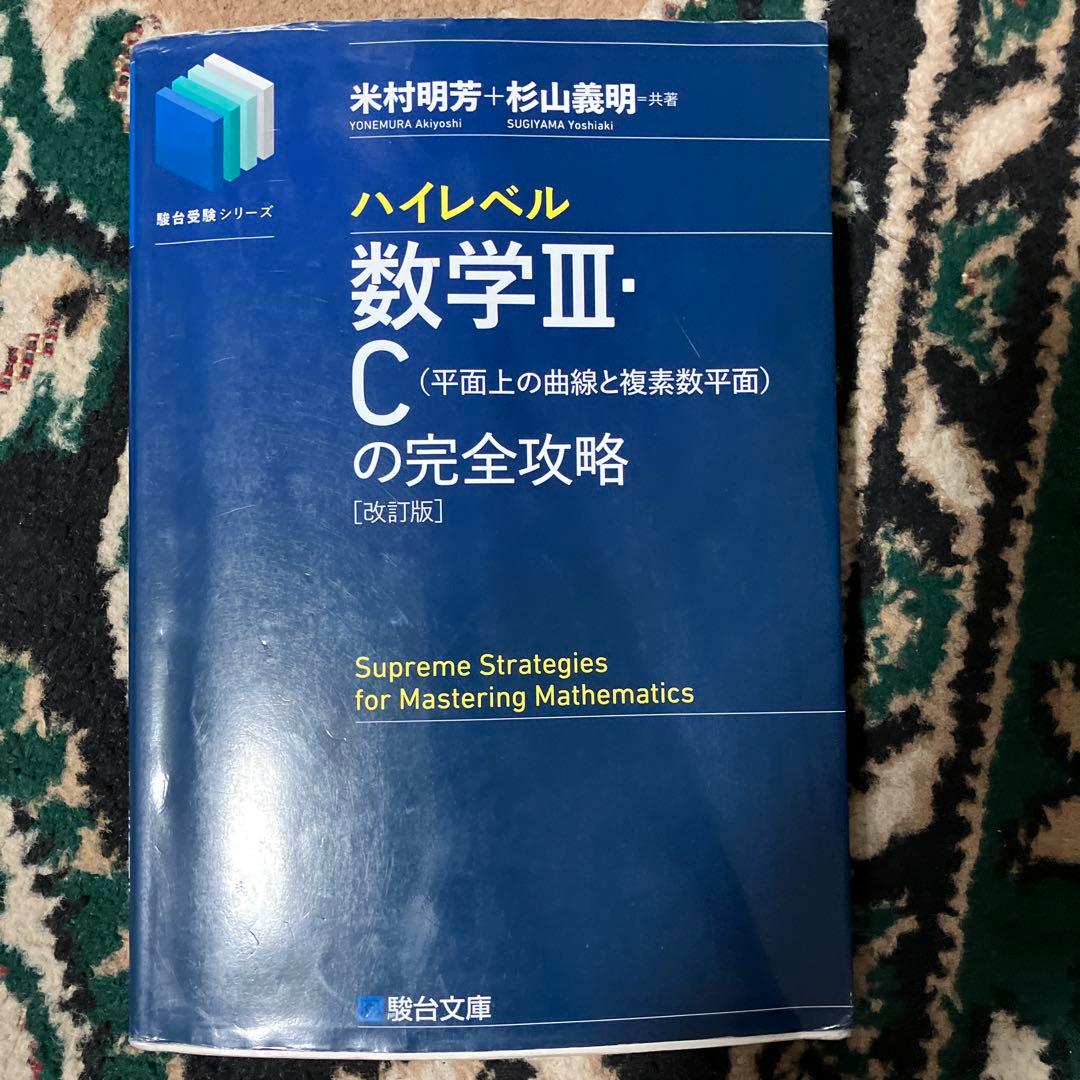 米村明芳+杉山義明=共著
YONEMURA Akiyoshi SUGIYAMA Yoshiaki
駿台受験シリーズ
ハイレベル
数学Ⅲ・
C(平面上の曲線と複素数平面)
の完全攻略
[改訂版]
Supreme Strategies
for Mastering Mathematics
駿台文庫